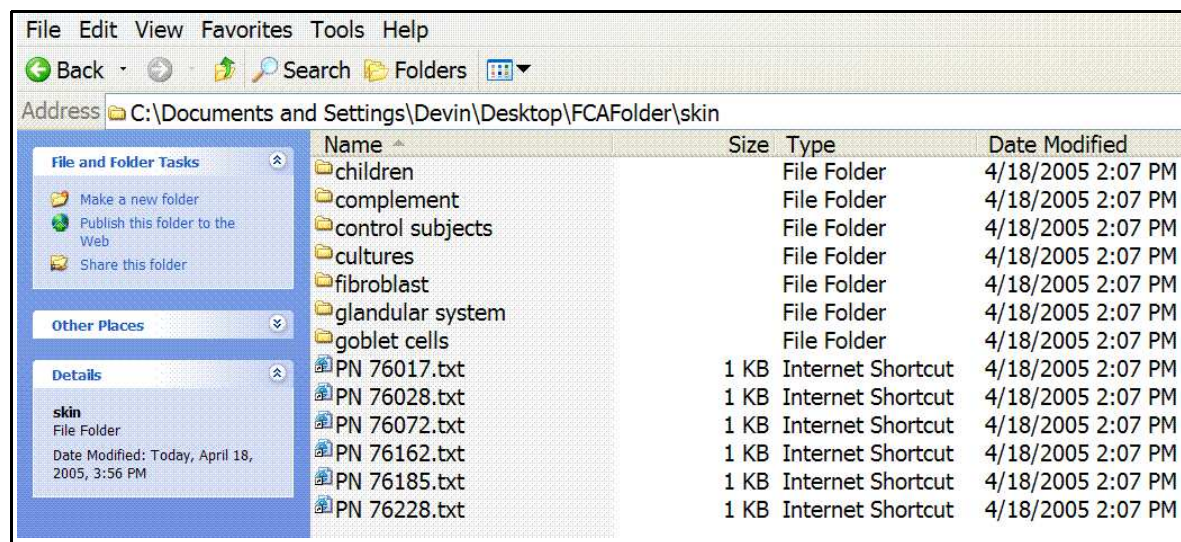 File Edit View Favorites Tools Help
Back Search Folders
Address C:\Documents and Settings\Devin\Desktop\FCAFolder\skin
File and Folder Tasks
Make a new folder
Publish this folder to the
Web
Share this folder
Other Places
Details
skin
File Folder
Date Modified: Today, April 18,
2005, 3:56 PM
Name Size Type Date Modified
children File Folder 4/18/2005 2:07 PM
complement File Folder 4/18/2005 2:07 PM
control subjects File Folder 4/18/2005 2:07 PM
cultures File Folder 4/18/2005 2:07 PM
fibroblast File Folder 4/18/2005 2:07 PM
glandular system File Folder 4/18/2005 2:07 PM
goblet cells File Folder 4/18/2005 2:07 PM
PN 76017.txt 1 KB Internet Shortcut 4/18/2005 2:07 PM
PN 76028.txt 1 KB Internet Shortcut 4/18/2005 2:07 PM
PN 76072.txt 1 KB Internet Shortcut 4/18/2005 2:07 PM
PN 76162.txt 1 KB Internet Shortcut 4/18/2005 2:07 PM
PN 76185.txt 1 KB Internet Shortcut 4/18/2005 2:07 PM
PN 76228.txt 1 KB Internet Shortcut 4/18/2005 2:07 PM